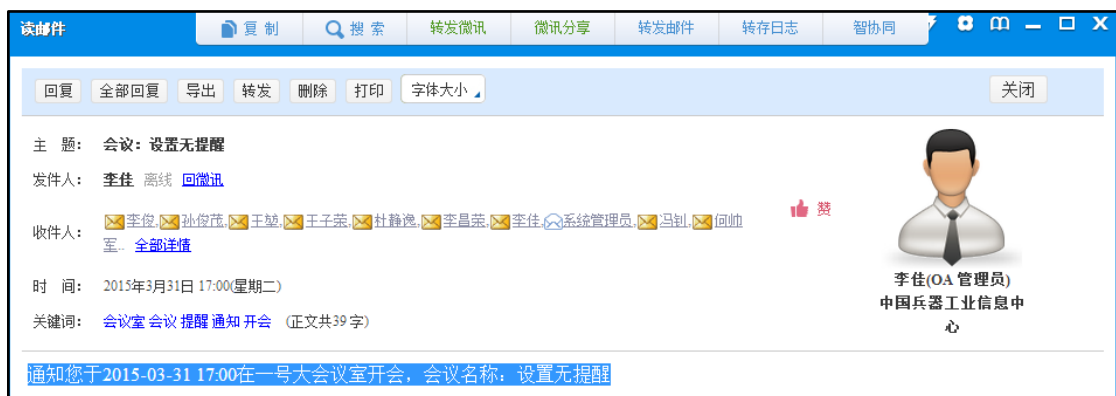 读邮件 复 制 搜 索 转发微讯 微讯分享 转发邮件 转存日志 智协同
回复 全部回复 导出 转发 删除 打印 字体大小 关闭
主 题: 会议：设置无提醒
发件人: 李佳 离线 回微讯
收件人: 李俊,孙俊茂,王堃,王子荣,杜静逸,李昌荣,李佳,系统管理员,冯钊,何帅
军.. 全部详情
赞
时 间: 2015年3月31日 17:00(星期二)
关键词: 会议室 会议 提醒 通知 开会 (正文共39字)
李佳(OA 管理员)
中国兵器工业信息中
心
通知您于2015-03-31 17:00在一号大会议室开会，会议名称：设置无提醒